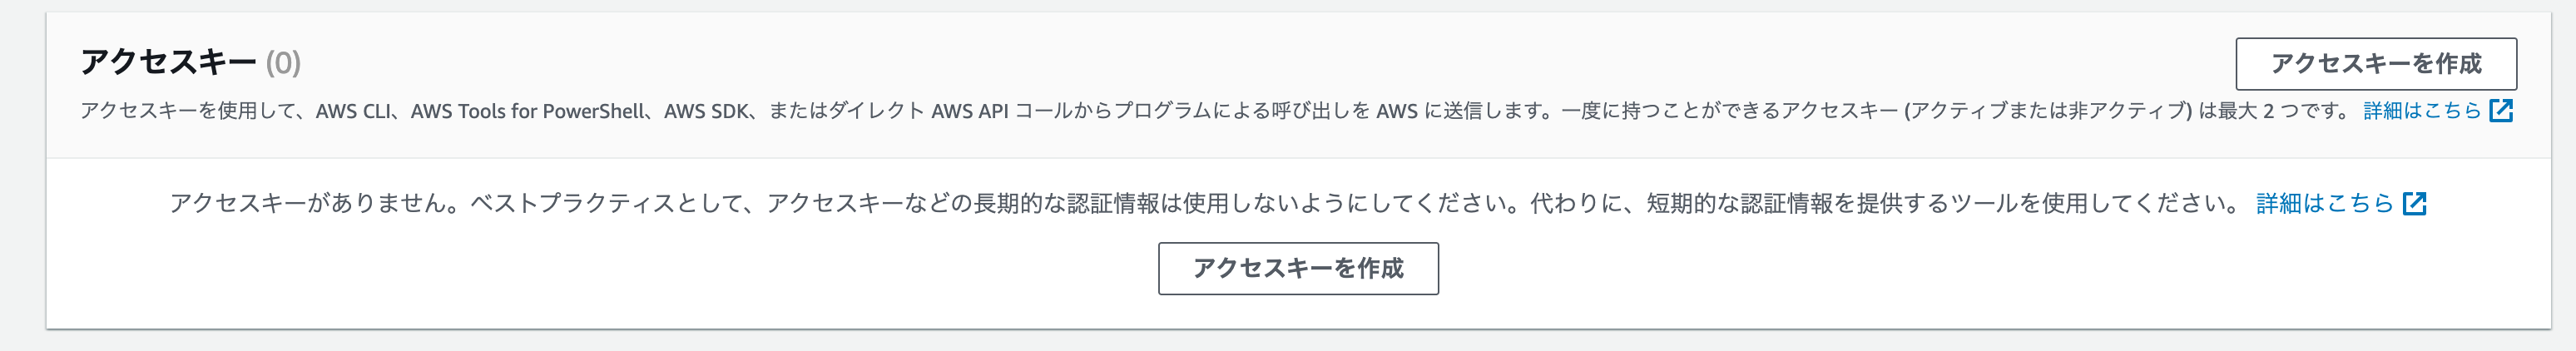 アクセスキー (0)
アクセスキーを作成
アクセスキーを使用して、AWS CLI、AWS Tools for PowerShell、AWS SDK、またはダイレクト AWS API コールからプログラムによる呼び出しを AWS に送信します。一度に持つことができるアクセスキー (アクティブまたは非アクティブ) は最大 2 つです。 詳細はこちら
アクセスキーがありません。ベストプラクティスとして、アクセスキーなどの長期的な認証情報は使用しないようにしてください。代わりに、短期的な認証情報を提供するツールを使用してください。 詳細はこちら
アクセスキーを作成